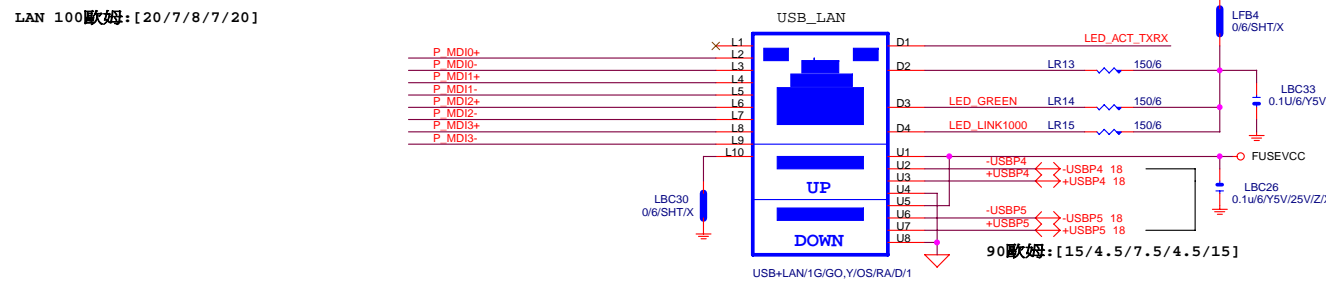 LAN 100歐姆:[20/7/8/7/20]
USB_LAN
LFB4
0/6/SHT/X
L1
D1
LED_ACT_TXRX
P_MDI0+
L2
P_MDI0-
L3
D2
LR13
150/6
P_MDI1+
L4
P_MDI1-
L5
LBC33
0.1U/6/Y5V
P_MDI2+
L6
D3
LED_GREEN
LR14
150/6
P_MDI2-
L7
P_MDI3+
L8
D4
LED_LINK1000
LR15
150/6
P_MDI3-
L9
L10
U1
FUSEVCC
U2
-USBP4
-USBP4 18
U3
+USBP4
+USBP4 18
UP
U4
LBC30
0/6/SHT/X
LBC26
0.1u/6/Y5V/25V/Z/
U5
U6
-USBP5
-USBP5 18
U7
+USBP5
+USBP5 18
DOWN
U8
90歐姆:[15/4.5/7.5/4.5/15]
USB+LAN/1G/GO,Y/OS/RA/D/1